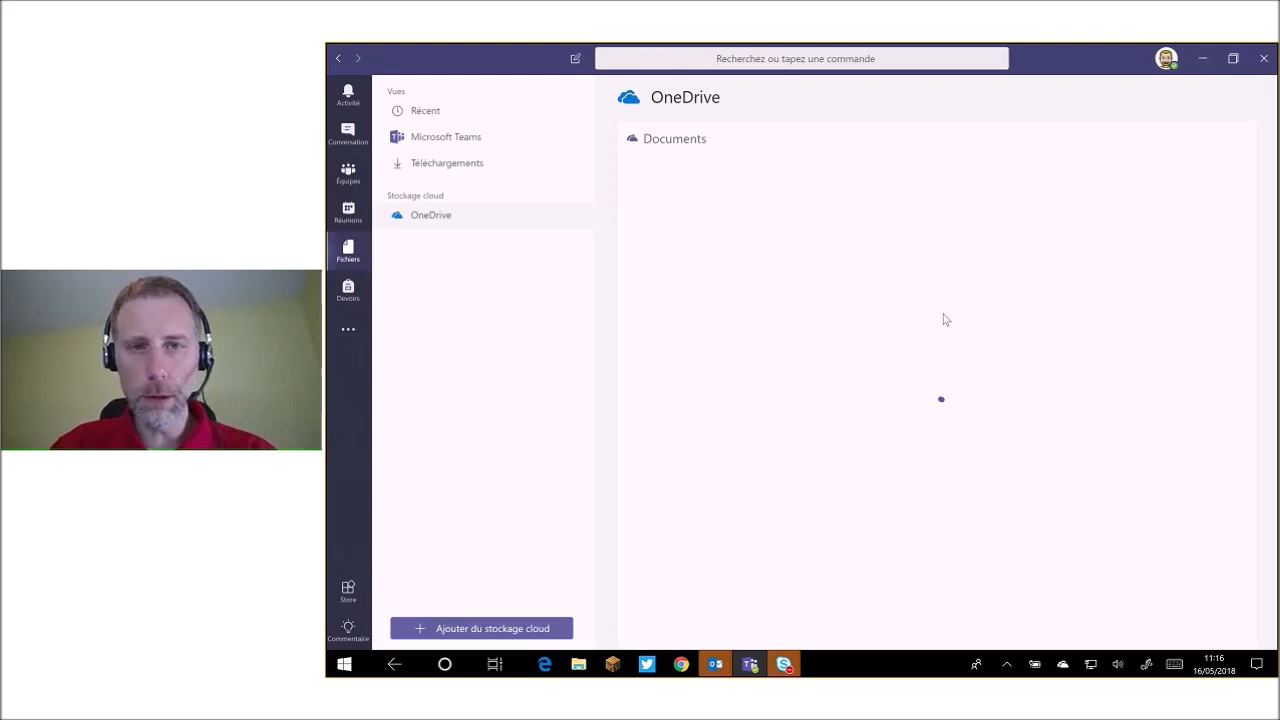 Recherchez ou tapez une commande
Activité
Conversation
Équipes
Réunions
Fichiers
Devoirs
Store
Commentaire
Vues
Récent
Microsoft Teams
Téléchargements
Stockage cloud
OneDrive
Ajouter du stockage cloud
OneDrive
Documents
11:16
16/05/2018